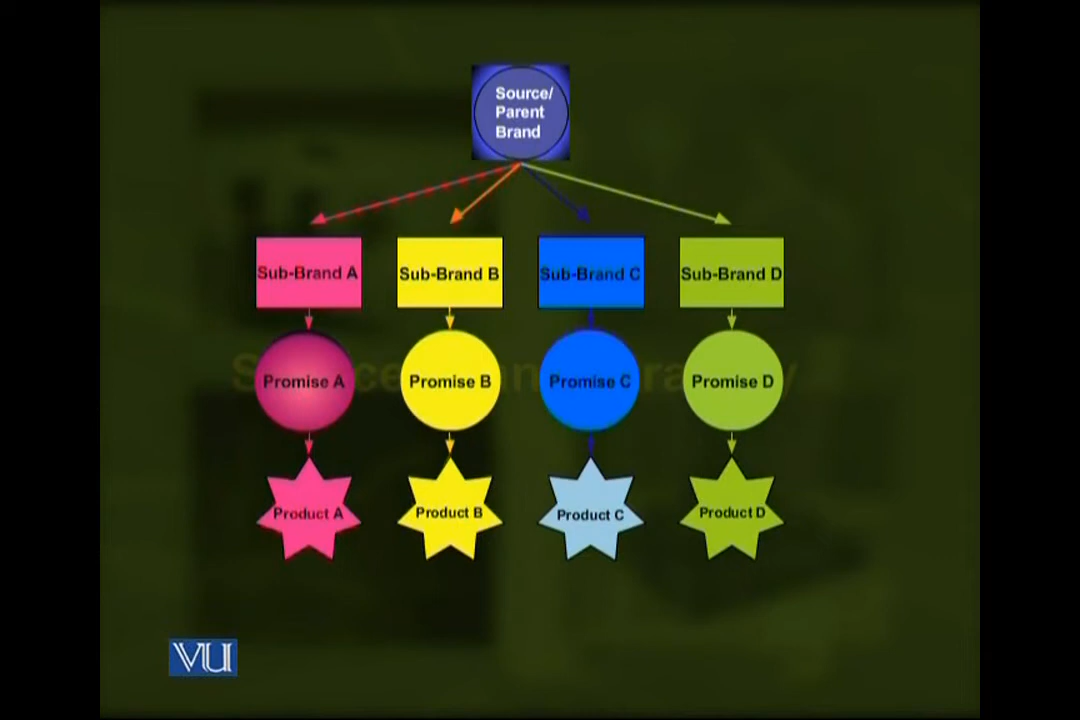 Source/
Parent
Brand
Sub-Brand A
Sub-Brand B
Sub-Brand C
Sub-Brand D
Promise A
Promise B
Promise C
Promise D
Product A
Product B
Product C
Product D
VU